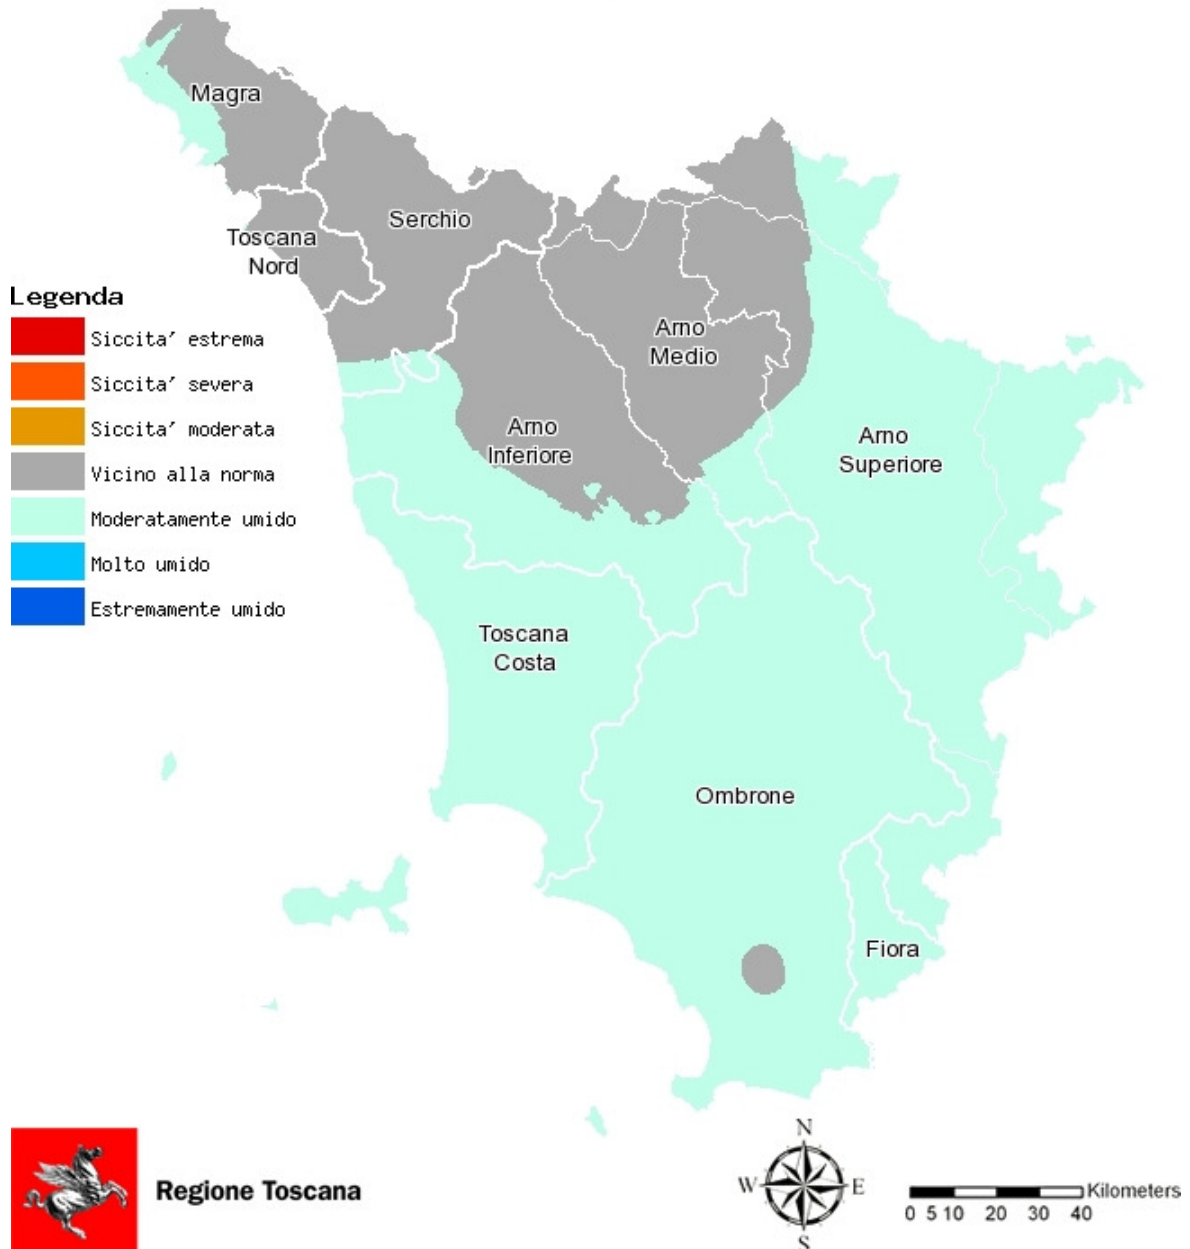 Magra
Serchio
Toscana
Nord
Legenda
Siccita' estrema
Siccita' severa
Siccita' moderata
Vicino alla norma
Moderatamente umido
Molto umido
Estremamente umido
Arno
Medio
Arno
Inferiore
Arno
Superiore
Toscana
Costa
Ombrone
Fiora
Regione Toscana
N
W E
S
Kilometers
0 5 10 20 30 40